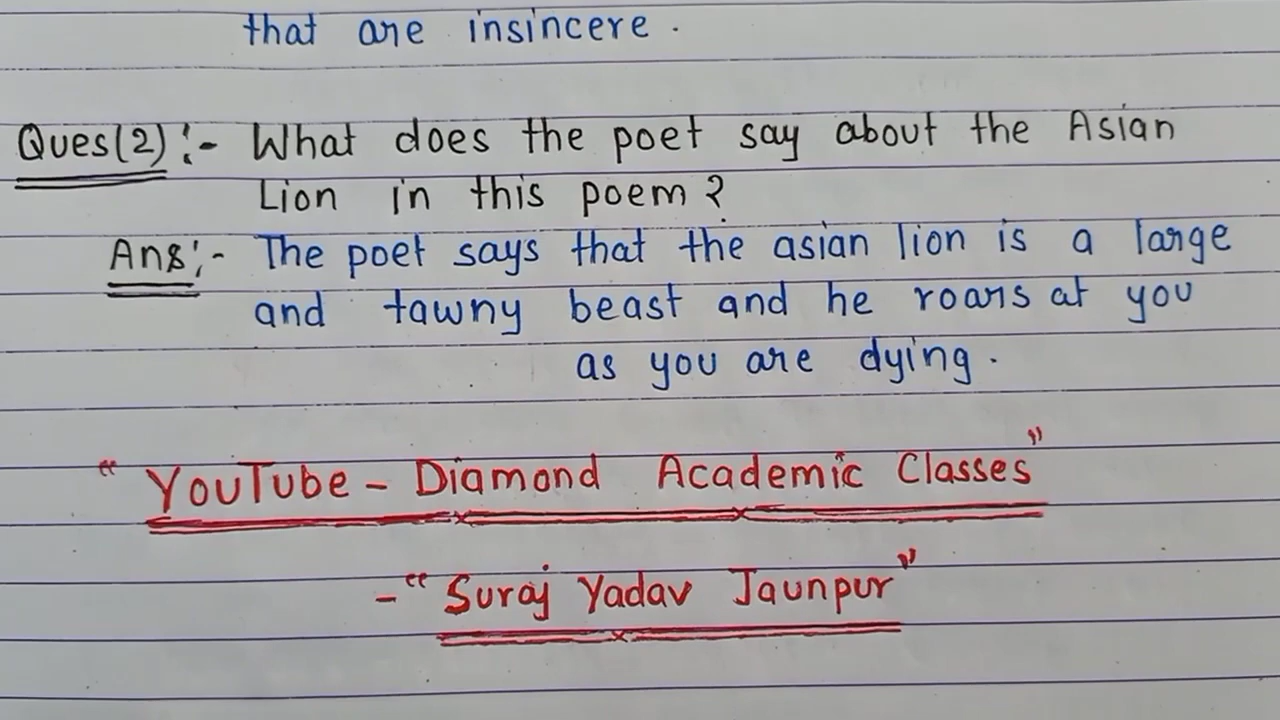 that are insincere.
Ques(2):- What does the poet say about the Asian
Lion in this poem?
Ans:- The poet says that the asian lion is a large
and tawny beast and he roars at you
as you are dying.
"YouTube - Diamond Academic Classes"
- "Suraj Yadav Jaunpur"